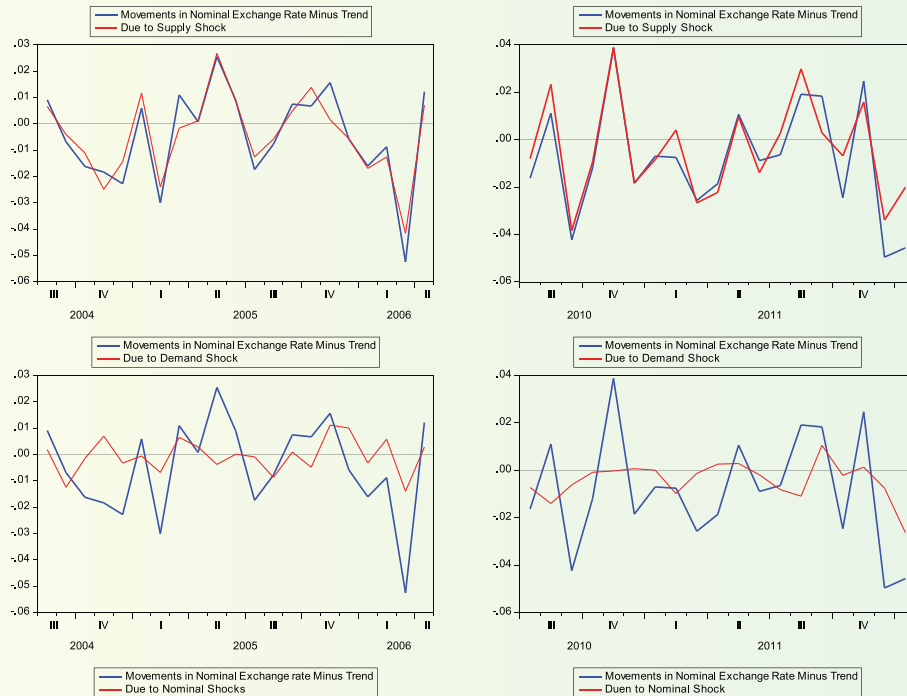 Movements in Nominal Exchange Rate Minus Trend
Due to Supply Shock
.03
.02
.01
.00
-.01
-.02
-.03
-.04
-.05
-.06
III IV I II III IV I II
2004 2005 2006
Movements in Nominal Exchange Rate Minus Trend
Due to Supply Shock
.04
.02
.00
-.02
-.04
-.06
III IV I II III IV
2010 2011
Movements in Nominal Exchange Rate Minus Trend
Due to Demand Shock
.03
.02
.01
.00
-.01
-.02
-.03
-.04
-.05
-.06
III IV I II III IV I II
2004 2005 2006
Movements in Nominal Exchange Rate Minus Trend
Due to Demand Shock
.04
.02
.00
-.02
-.04
-.06
III IV I II III IV
2010 2011
Movements in Nominal Exchange rate Minus Trend
Due to Nominal Shocks
Movements in Nominal Exchange Rate Minus Trend
Duen to Nominal Shock